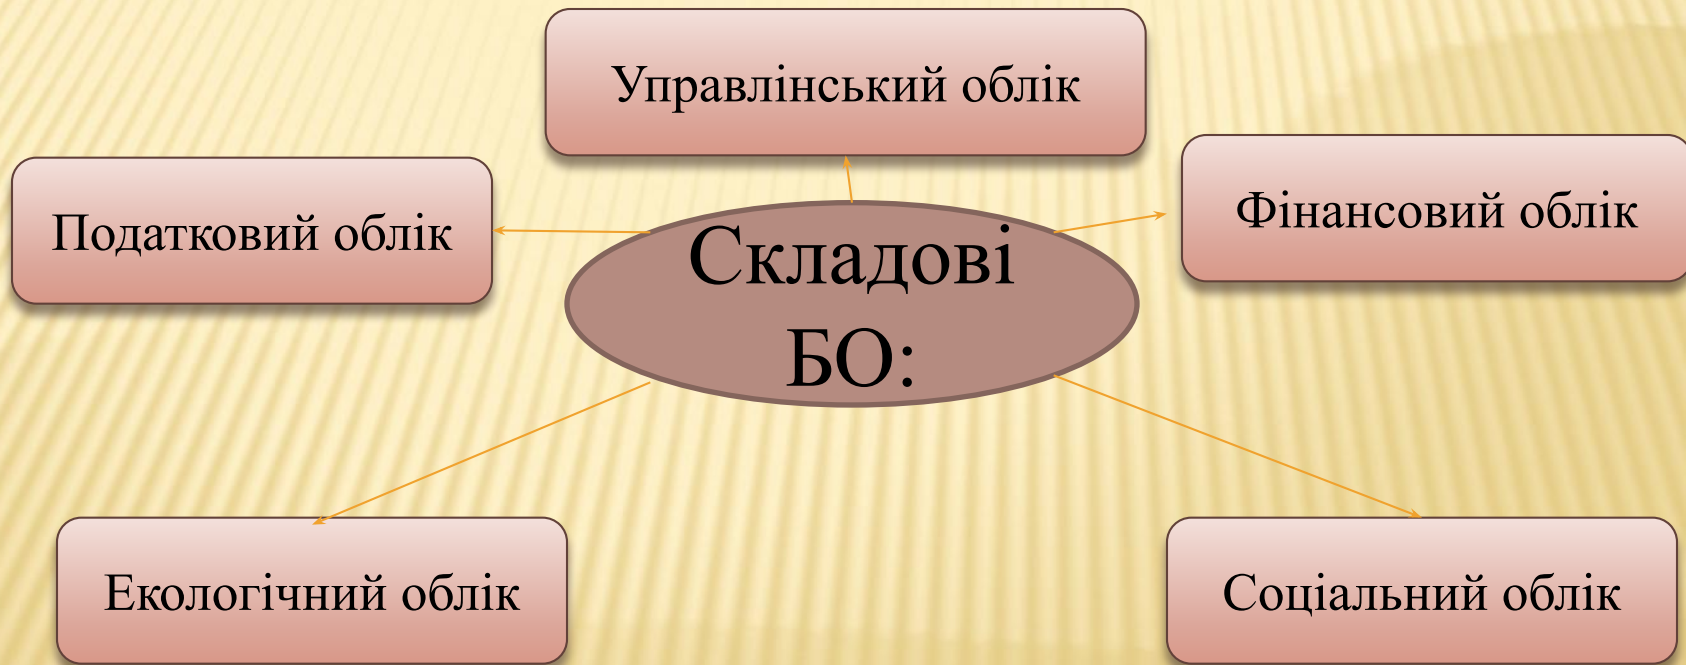 Управлінський облік
Податковий облік
Фінансовий облік
Складові
БО:
Екологічний облік
Соціальний облік